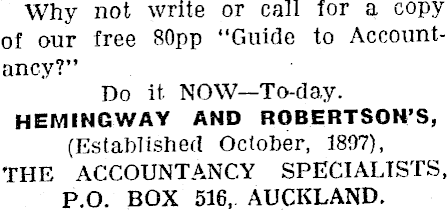 Why not write or call for a copy
of our free 80pp "Guide to Account-
ancy?"
Do it NOW—To-day.
HEMINGWAY AND ROBERTSON'S,
(Established October, 1897),
THE ACCOUNTANCY SPECIALISTS,
P.O. BOX 516, AUCKLAND.